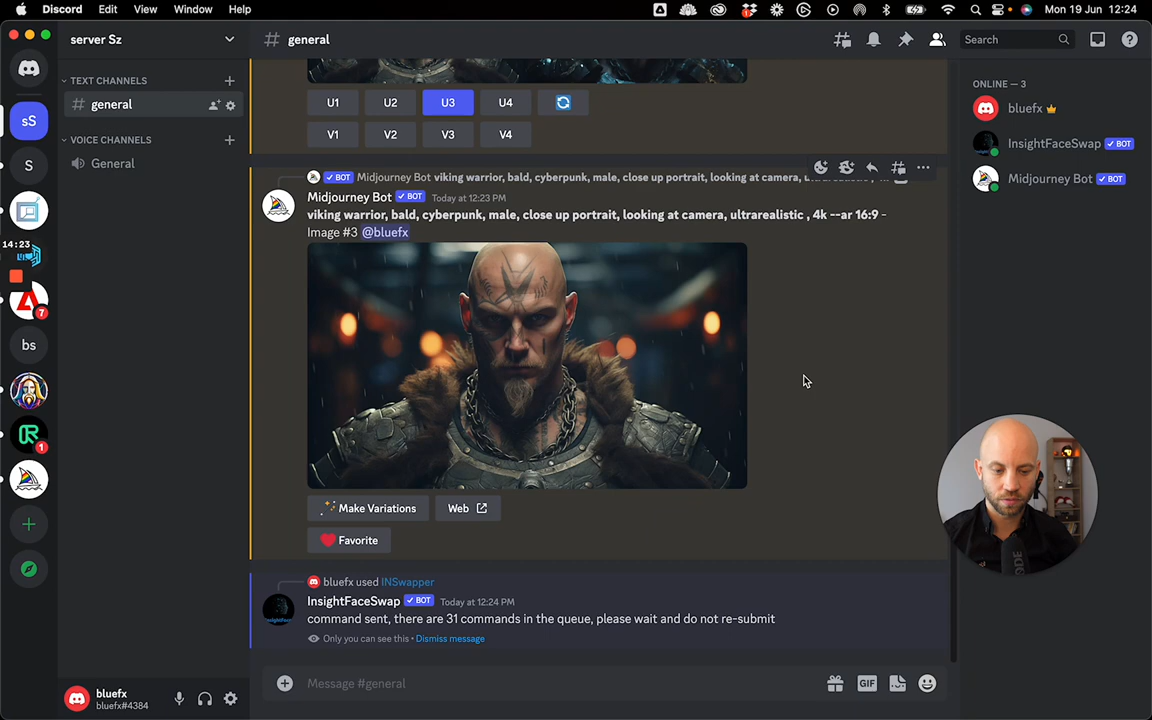 Discord Edit View Window Help Mon 19 Jun 12:24
server Sz
# general
Search
TEXT CHANNELS
# general
VOICE CHANNELS
General
sS
S
14:23
7
bs
1
U1 U2 U3 U4
V1 V2 V3 V4
BOT Midjourney Bot viking warrior, bald, cyberpunk, male, close up portrait, looking at camera,
Midjourney Bot BOT Today at 12:23 PM
viking warrior, bald, cyberpunk, male, close up portrait, looking at camera, ultrarealistic , 4k --ar 16:9 -
Image #3 @bluefx
Make Variations Web
Favorite
bluefx used INSwapper
InsightFaceSwap BOT Today at 12:24 PM
command sent, there are 31 commands in the queue, please wait and do not re-submit
Only you can see this • Dismiss message
Message #general
GIF
bluefx
bluefx#4384
ONLINE — 3
bluefx
InsightFaceSwap BOT
Midjourney Bot BOT